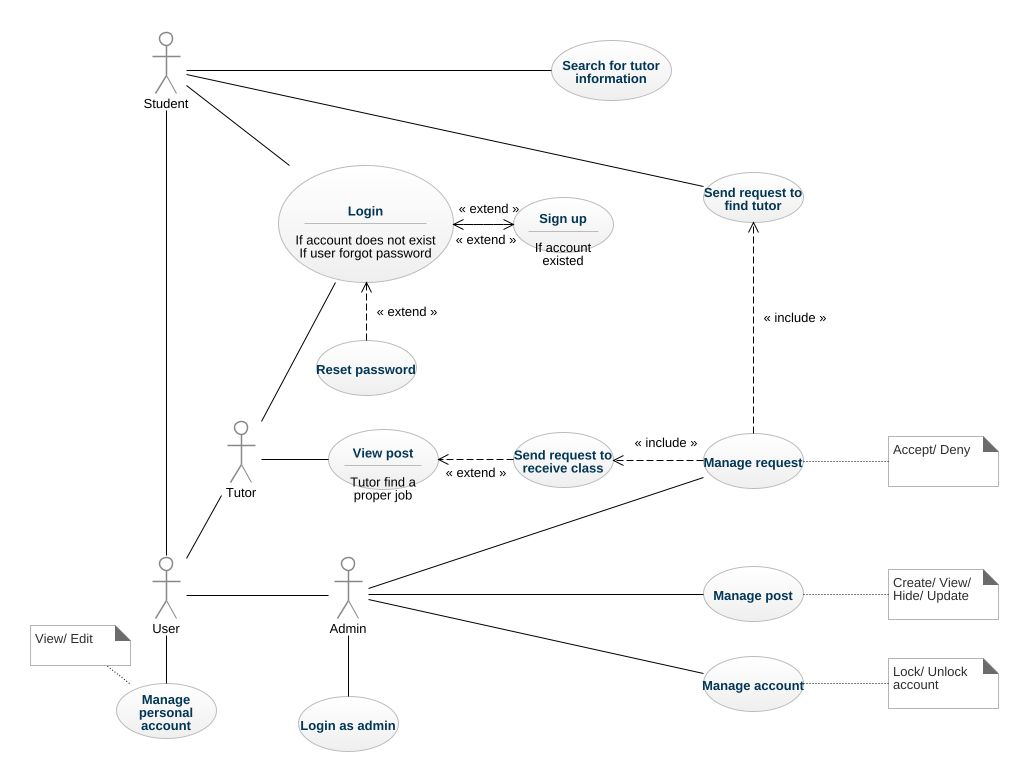 Student
Search for tutor
information
Login
If account does not exist
If user forgot password
« extend »
« extend »
Sign up
If account
existed
Send request to
find tutor
« extend »
« include »
Reset password
Tutor
View post
Tutor find a
proper job
« extend »
Send request to
receive class
« include »
Manage request
Accept/ Deny
User
Admin
Manage post
Create/ View/
Hide/ Update
View/ Edit
Manage
personal
account
Login as admin
Manage account
Lock/ Unlock
account